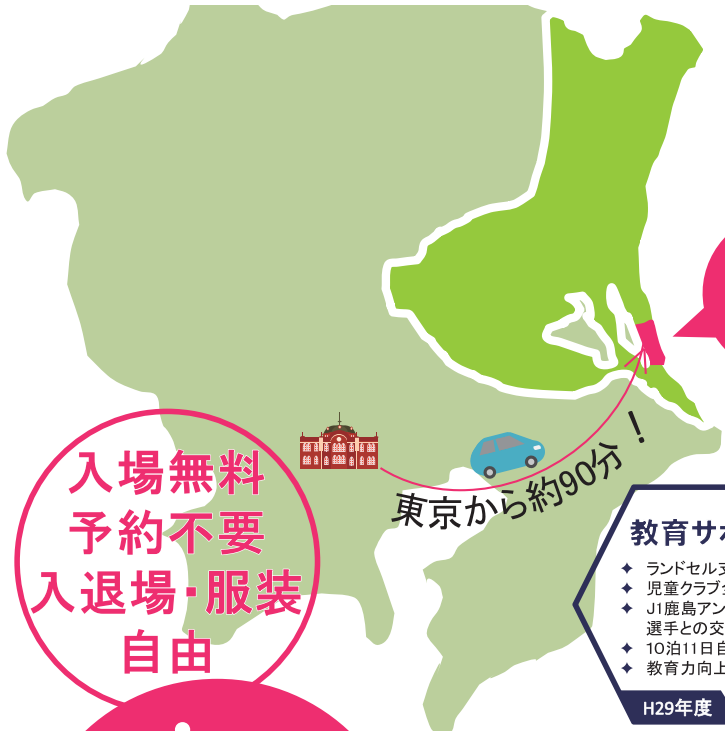 東京から約90分！
入場無料
予約不要
入退場・服装
自由
教育サ
◆ ランドセル
◆ 児童クラブ
◆ J1鹿島アン
選手との交
◆ 10泊11日
◆ 教育力向上
H29年度